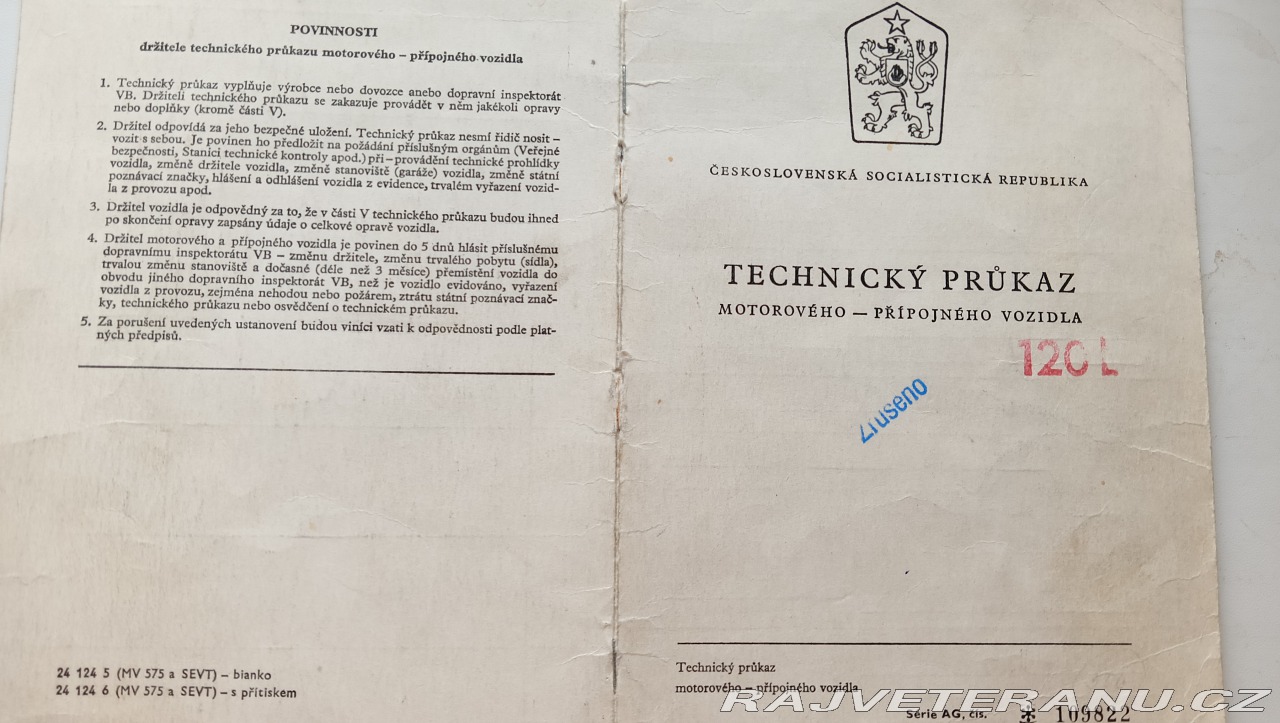 POVINNOSTI
držitele technického průkazu motorového – přípojného vozidla
1. Technický průkaz vyplňuje výrobce nebo dovozce anebo dopravní inspektorát
VB. Držiteli technického průkazu se zakazuje provádět v něm jakékoli opravy
nebo doplňky (kromě části V).
2. Držitel odpovídá za jeho bezpečné uložení. Technický průkaz nesmí řidič nosit –
vozit s sebou. Je povinen ho předložit na požádání příslušným orgánům (Veřejné
bezpečnosti, Stanici technické kontroly apod.) při – provádění technické prohlídky
vozidla, změně držitele vozidla, změně stanoviště (garáže) vozidla, změně státní
poznávací značky, hlášení a odhlášení vozidla z evidence, trvalém vyřazení vozid-
la z provozu apod.
3. Držitel vozidla je odpovědný za to, že v části V technického průkazu budou ihned
po skončení opravy zapsány údaje o celkové opravě vozidla.
4. Držitel motorového a přípojného vozidla je povinen do 5 dnů hlásit příslušnému
dopravnímu inspektorátu VB – změnu držitele, změnu trvalého pobytu (sídla),
trvalou změnu stanoviště a dočasné (déle než 3 měsíce) přemístění vozidla do
obvodu jiného dopravního inspektorát VB, než je vozidlo evidováno, vyřazení
vozidla z provozu, zejména nehodou nebo požárem, ztrátu státní poznávací znač-
ky, technického průkazu nebo osvědčení o technickém průkazu.
5. Za porušení uvedených ustanovení budou viníci vzati k odpovědnosti podle plat-
ných předpisů.
24 124 5 (MV 575 a SEVT) – bianko
24 124 6 (MV 575 a SEVT) – s přítiskem
ČESKOSLOVENSKÁ SOCIALISTICKÁ REPUBLIKA
TECHNICKÝ PRŮKAZ
MOTOROVÉHO — PŘÍPOJNÉHO VOZIDLA
120 L
Zrušeno
Technický průkaz
motorového – přípojného vozidla
Série AG, čís. * 109822
RAJVETERANU.CZ